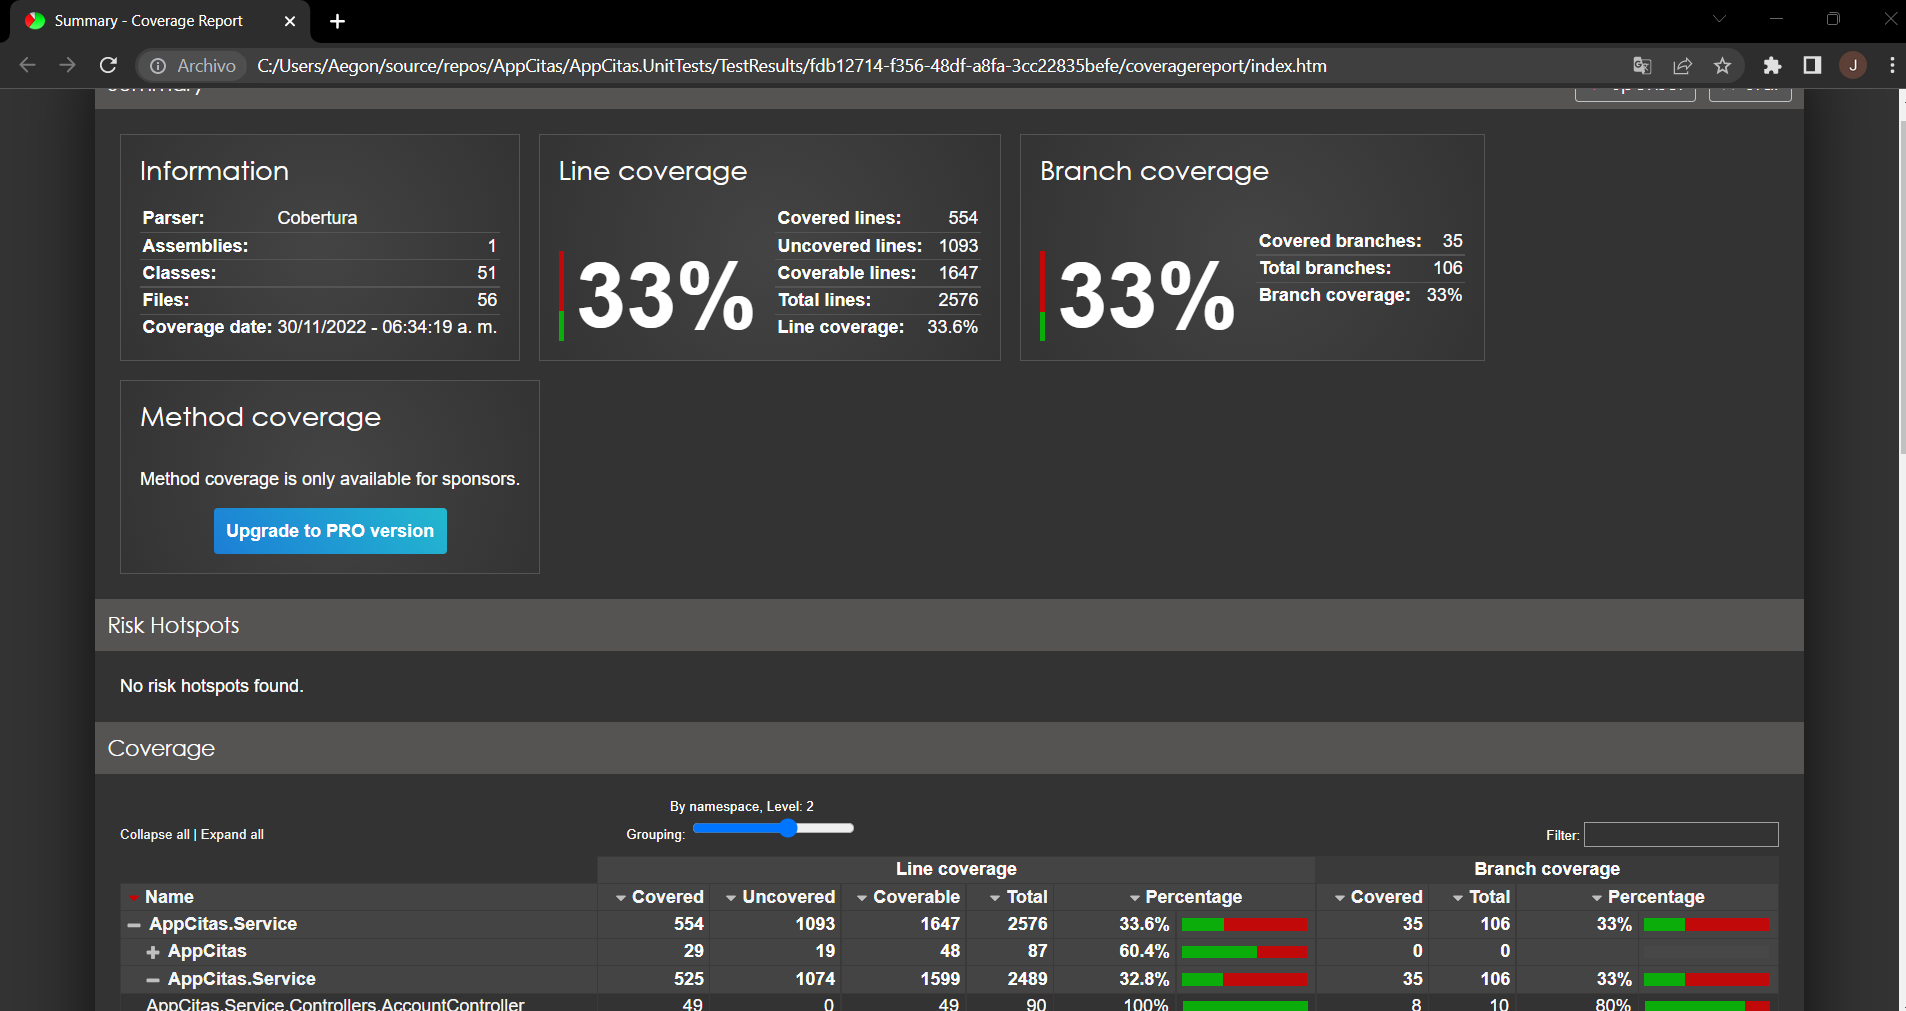 Summary - Coverage Report
Archivo C:/Users/Aegon/source/repos/AppCitas/AppCitas.UnitTests/TestResults/fdb12714-f356-48df-a8fa-3cc22835befe/coveragereport/index.htm
J
Summary
Information
Parser: Cobertura
Assemblies: 1
Classes: 51
Files: 56
Coverage date: 30/11/2022 - 06:34:19 a. m.
Line coverage
33%
Covered lines: 554
Uncovered lines: 1093
Coverable lines: 1647
Total lines: 2576
Line coverage: 33.6%
Branch coverage
33%
Covered branches: 35
Total branches: 106
Branch coverage: 33%
Method coverage
Method coverage is only available for sponsors.
Upgrade to PRO version
Risk Hotspots
No risk hotspots found.
Coverage
Collapse all | Expand all
By namespace, Level: 2
Grouping:
Filter:
Line coverage Branch coverage
Name Covered Uncovered Coverable Total Percentage Covered Total Percentage
AppCitas.Service 554 1093 1647 2576 33.6% 35 106 33%
AppCitas 29 19 48 87 60.4% 0 0
AppCitas.Service 525 1074 1599 2489 32.8% 35 106 33%
AppCitas.Service.Controllers.AccountController 49 0 49 90 100% 8 10 80%